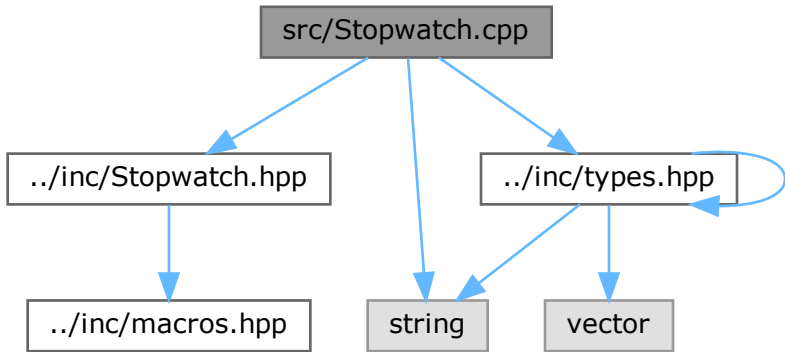 src/Stopwatch.cpp
../inc/Stopwatch.hpp
../inc/types.hpp
../inc/macros.hpp
string
vector